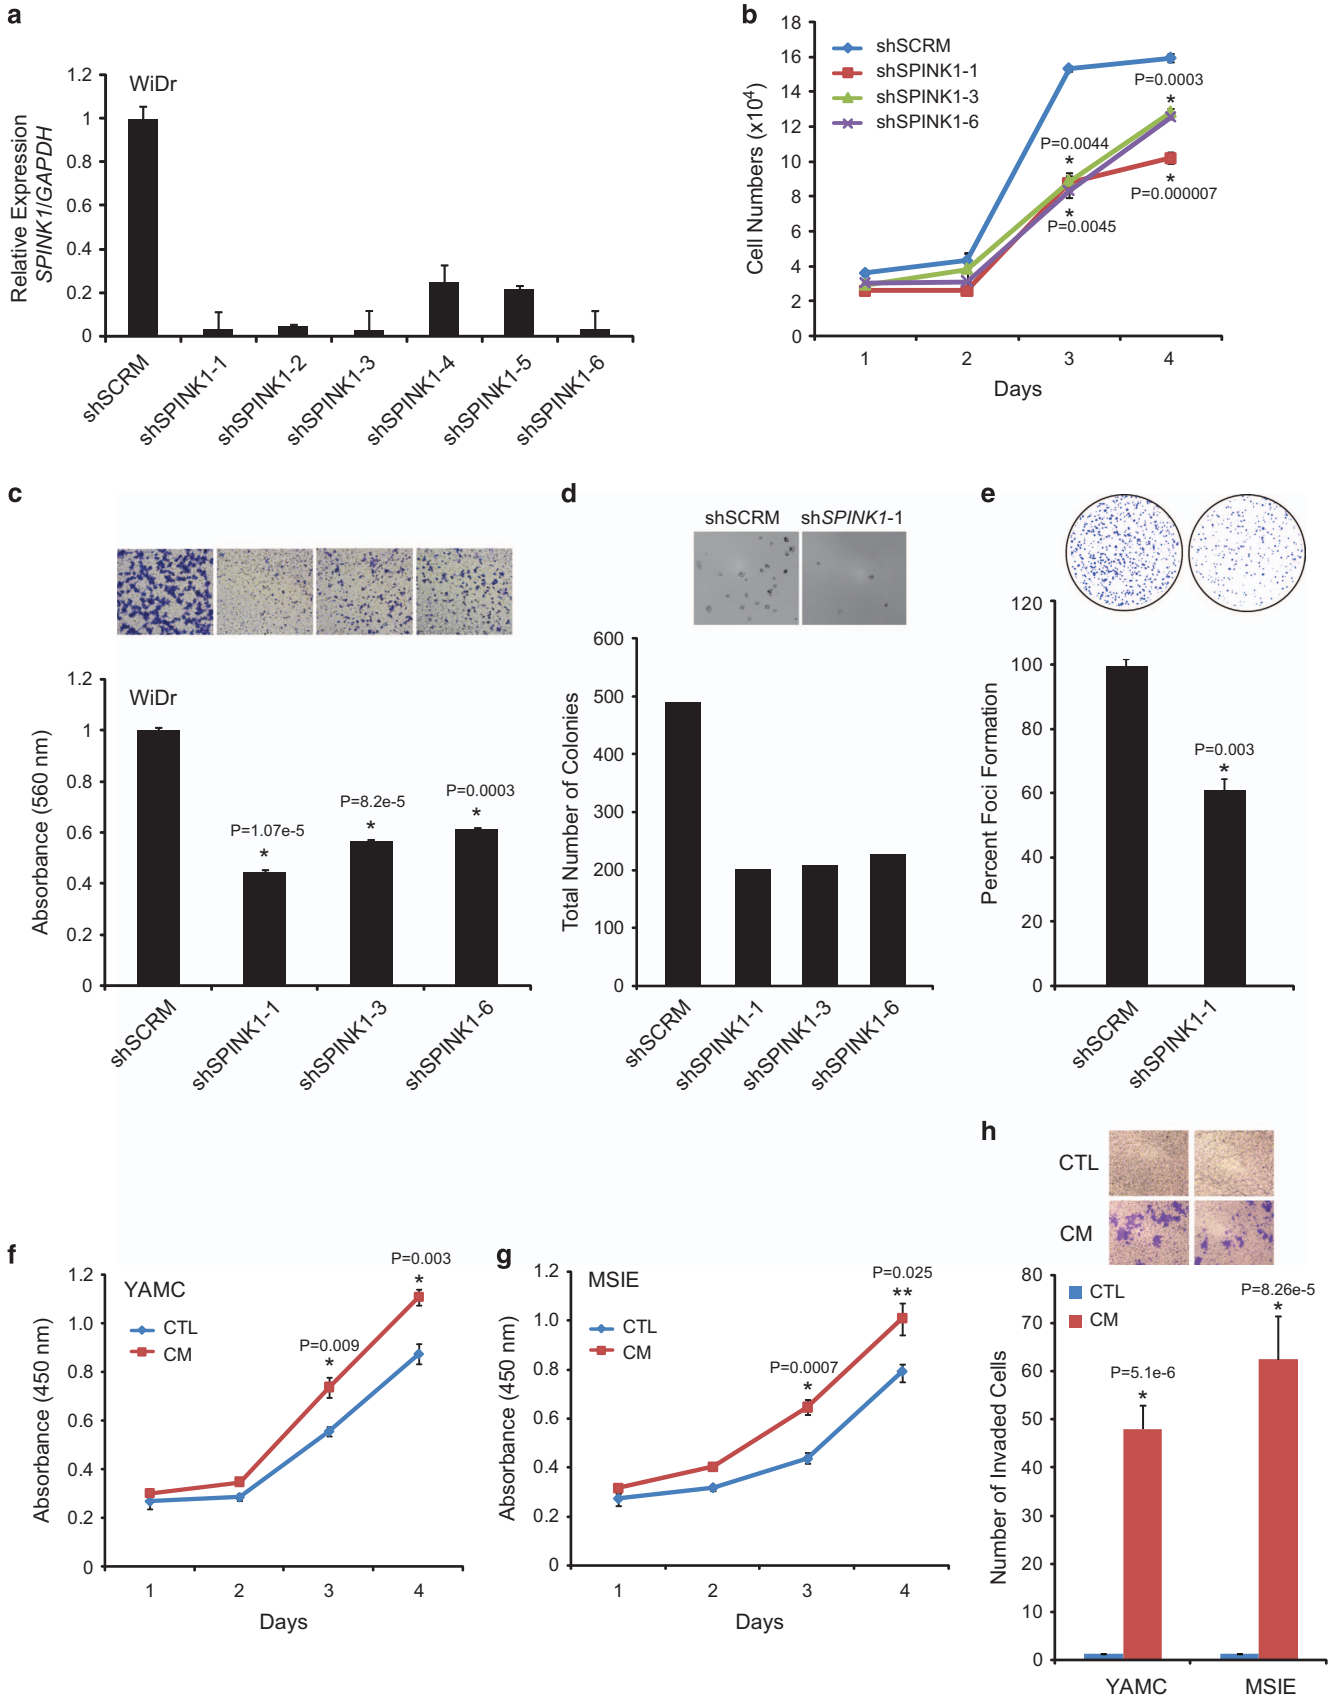 a
1.2
1
0.8
0.6
0.4
0.2
0
Relative Expression
SPINK1/GAPDH
WiDr
shSCRM
shSPINK1-1
shSPINK1-2
shSPINK1-3
shSPINK1-4
shSPINK1-5
shSPINK1-6
b
18
16
14
12
10
8
6
4
2
0
Cell Numbers (x10⁴)
shSCRM
shSPINK1-1
shSPINK1-3
shSPINK1-6
P=0.0003
*
P=0.0044
*
*
P=0.000007
*
P=0.0045
1 2 3 4
Days
c
1.2
1
0.8
0.6
0.4
0.2
0
Absorbance (560 nm)
WiDr
P=1.07e-5
*
P=8.2e-5
*
P=0.0003
*
shSCRM
shSPINK1-1
shSPINK1-3
shSPINK1-6
d
shSCRM shSPINK1-1
600
500
400
300
200
100
0
Total Number of Colonies
shSCRM
shSPINK1-1
shSPINK1-3
shSPINK1-6
e
120
100
80
60
40
20
0
Percent Foci Formation
P=0.003
*
shSCRM
shSPINK1-1
f
1.2
1.0
0.8
0.6
0.4
0.2
0
Absorbance (450 nm)
YAMC
CTL
CM
P=0.009
*
P=0.003
*
1 2 3 4
Days
g
1.2
1.0
0.8
0.6
0.4
0.2
0
Absorbance (450 nm)
MSIE
CTL
CM
P=0.0007
*
P=0.025
**
1 2 3 4
Days
h
CTL
CM
80
70
60
50
40
30
20
10
0
Number of Invaded Cells
CTL
CM
P=5.1e-6
*
P=8.26e-5
*
YAMC MSIE